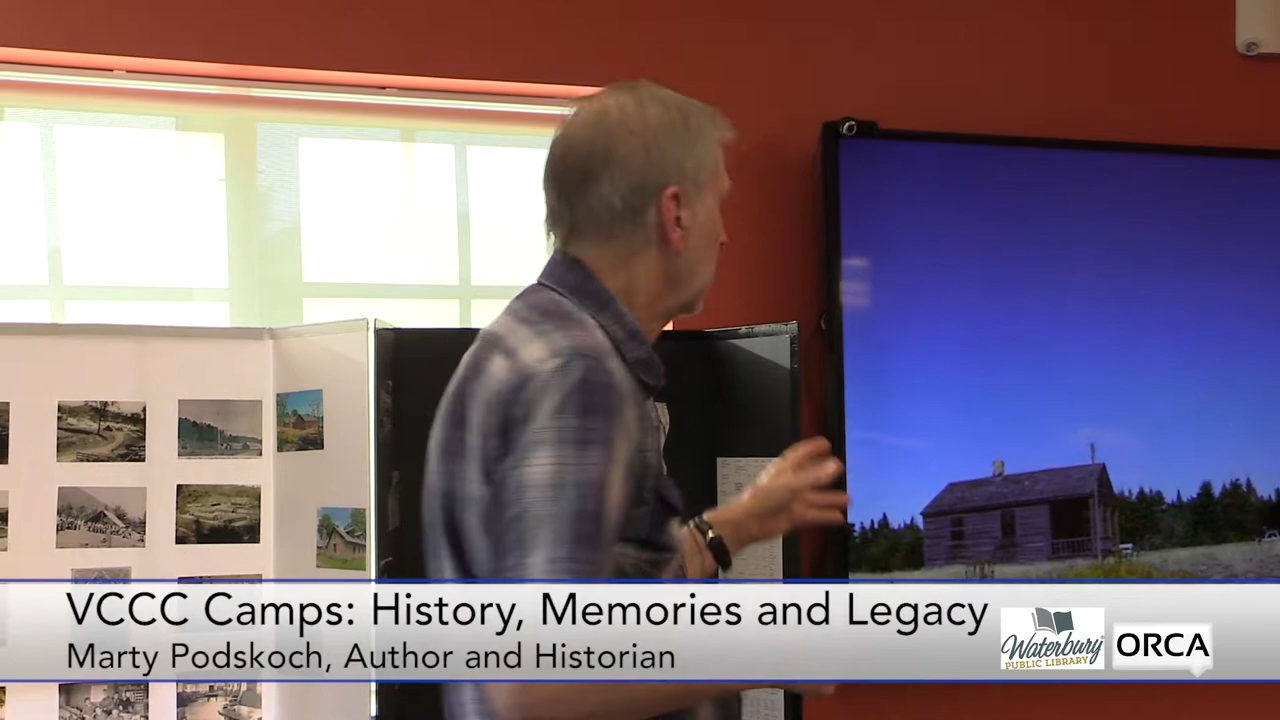 VCCC Camps: History, Memories and Legacy
Marty Podskoch, Author and Historian
Waterbury
PUBLIC LIBRARY
ORCA